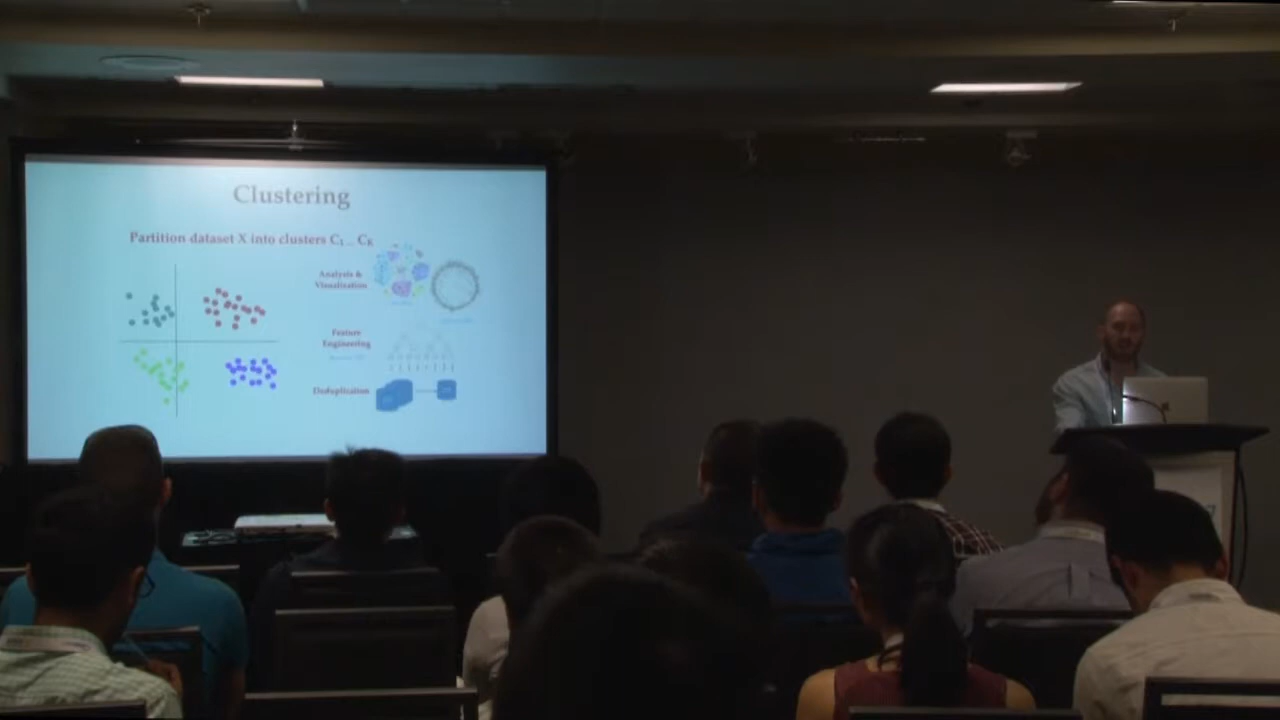 Clustering
Partition dataset X into clusters C1 ... CK
Analysis &
Visualization
Feature
Engineering
Deduplication